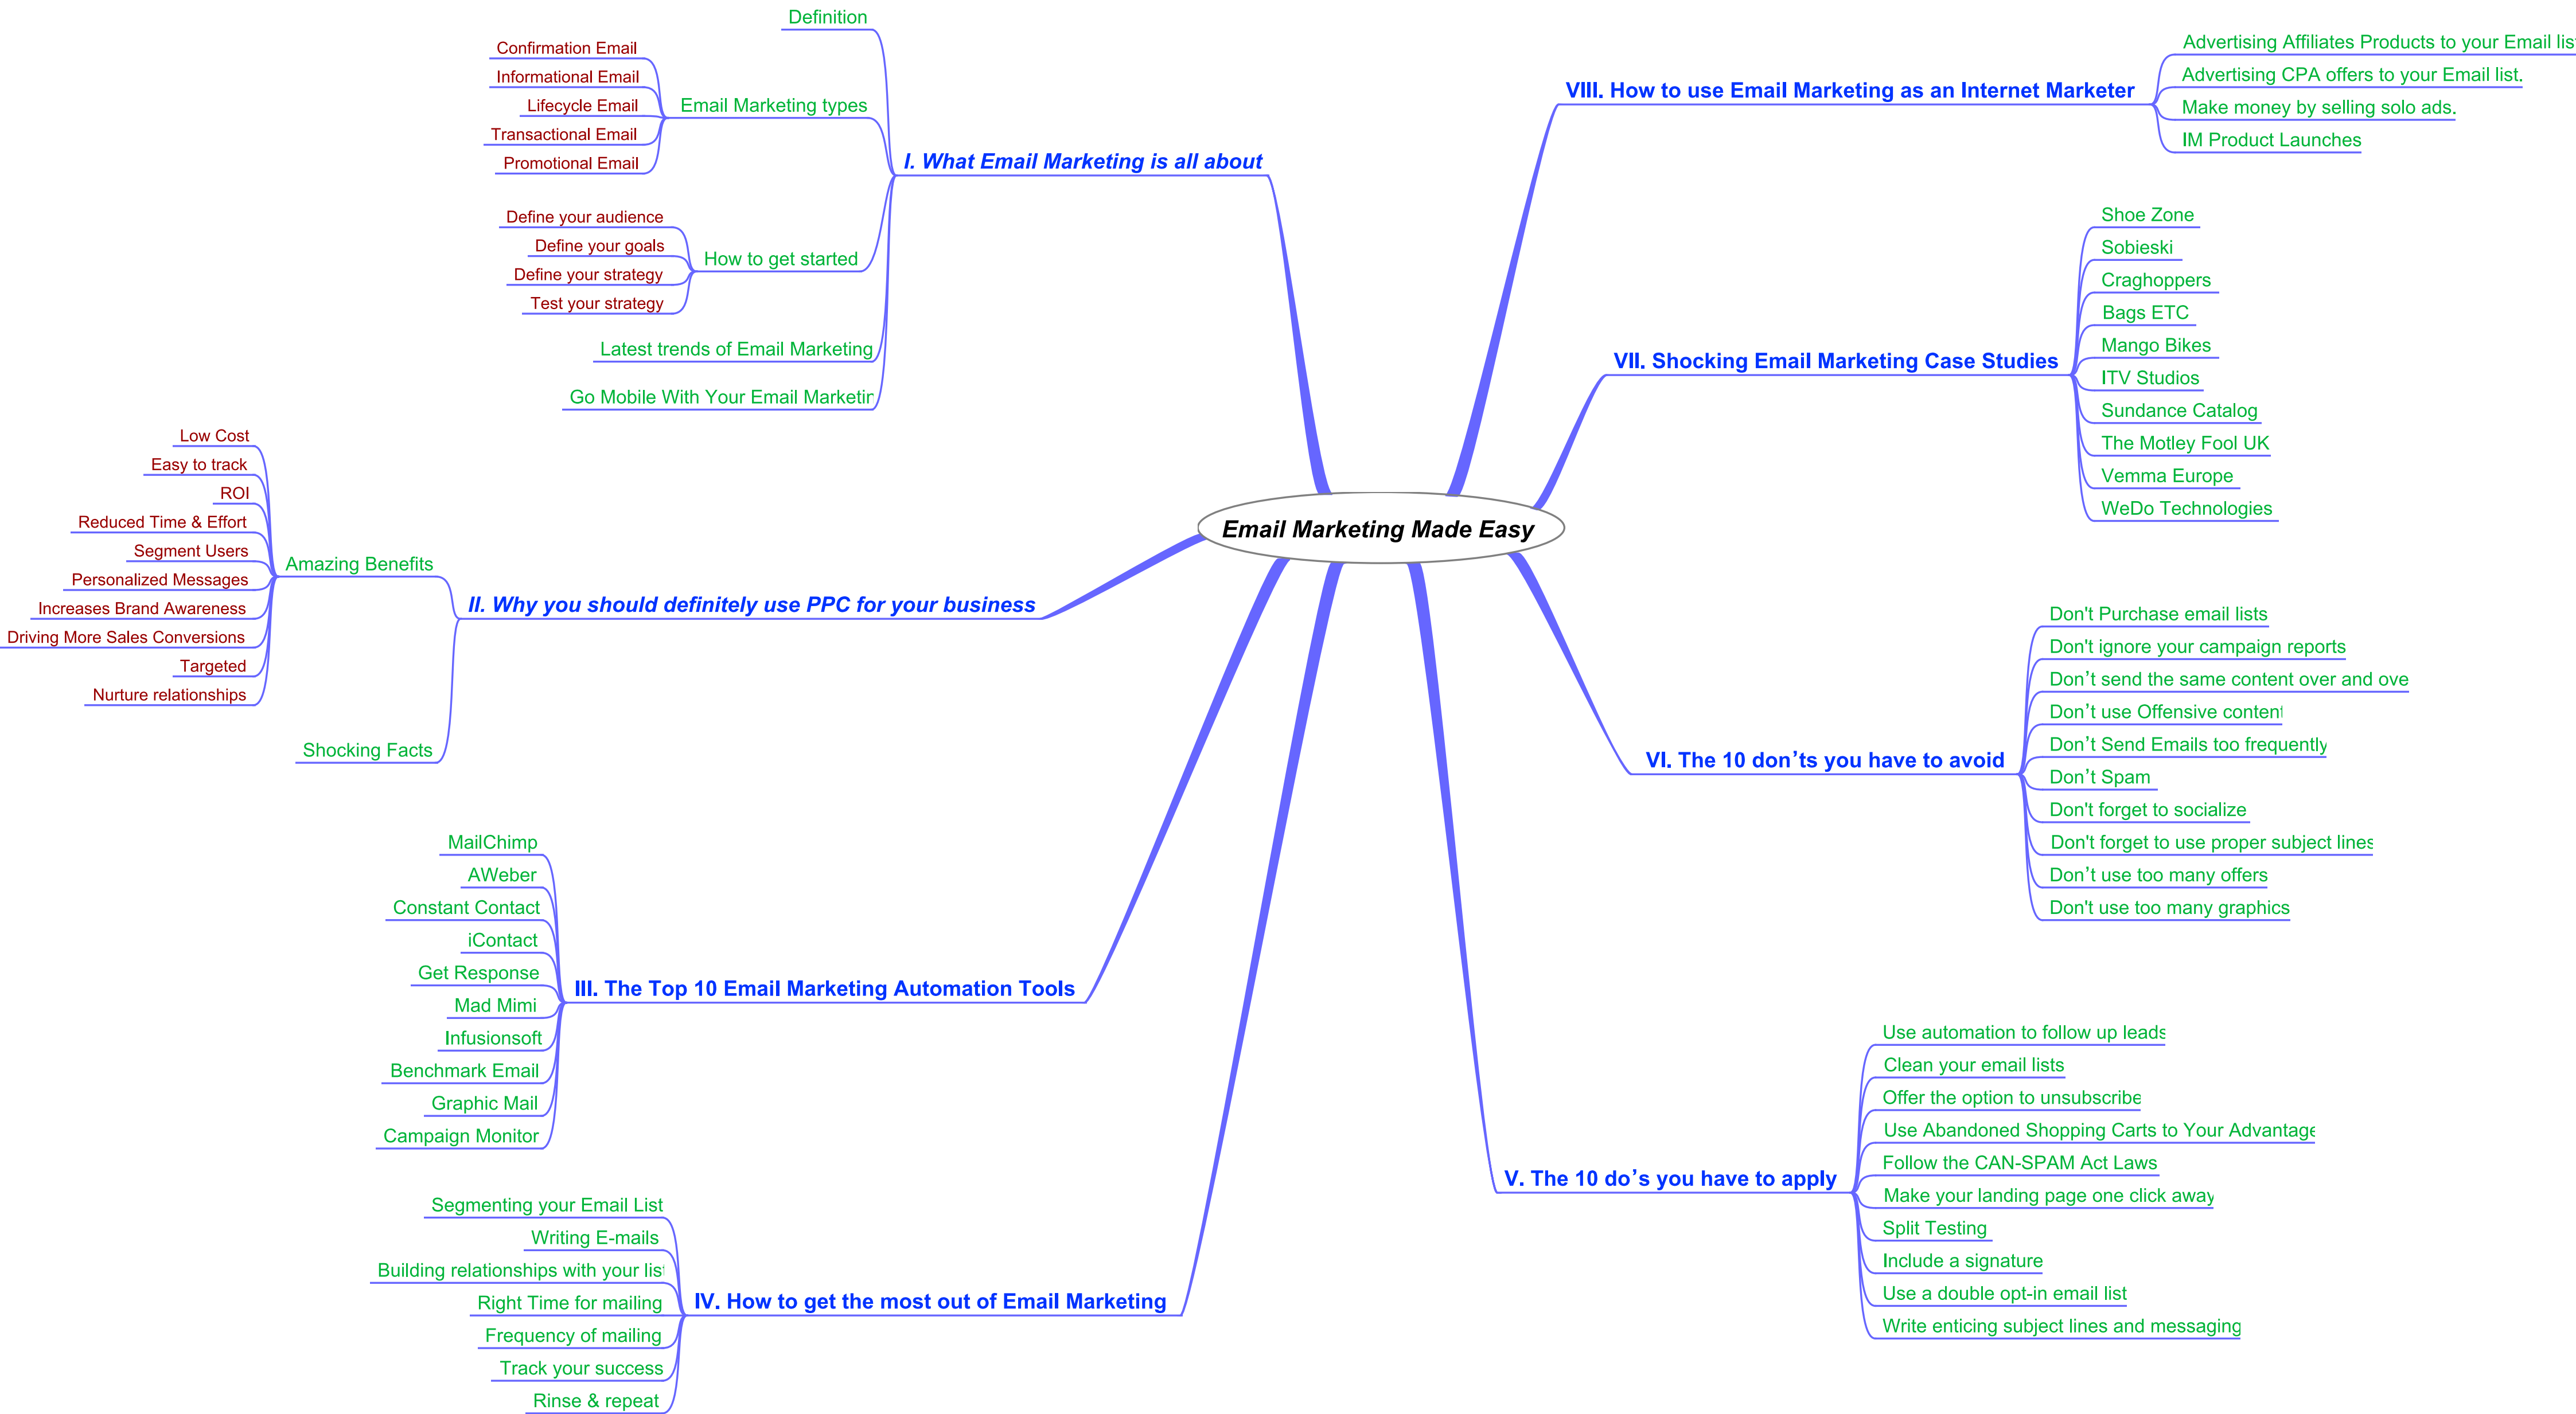 Email Marketing Made Easy
I. What Email Marketing is all about
Definition
Email Marketing types
Confirmation Email
Informational Email
Lifecycle Email
Transactional Email
Promotional Email
How to get started
Define your audience
Define your goals
Define your strategy
Test your strategy
Latest trends of Email Marketing
Go Mobile With Your Email Marketin
II. Why you should definitely use PPC for your business
Amazing Benefits
Low Cost
Easy to track
ROI
Reduced Time & Effort
Segment Users
Personalized Messages
Increases Brand Awareness
Driving More Sales Conversions
Targeted
Nurture relationships
Shocking Facts
III. The Top 10 Email Marketing Automation Tools
MailChimp
AWeber
Constant Contact
iContact
Get Response
Mad Mimi
Infusionsoft
Benchmark Email
Graphic Mail
Campaign Monitor
IV. How to get the most out of Email Marketing
Segmenting your Email List
Writing E-mails
Building relationships with your list
Right Time for mailing
Frequency of mailing
Track your success
Rinse & repeat
V. The 10 do’s you have to apply
Use automation to follow up leads
Clean your email lists
Offer the option to unsubscribe
Use Abandoned Shopping Carts to Your Advantage
Follow the CAN-SPAM Act Laws
Make your landing page one click away
Split Testing
Include a signature
Use a double opt-in email list
Write enticing subject lines and messaging
VI. The 10 don’ts you have to avoid
Don't Purchase email lists
Don't ignore your campaign reports
Don’t send the same content over and ove
Don’t use Offensive content
Don’t Send Emails too frequently
Don’t Spam
Don't forget to socialize
Don't forget to use proper subject lines
Don’t use too many offers
Don't use too many graphics
VII. Shocking Email Marketing Case Studies
Shoe Zone
Sobieski
Craghoppers
Bags ETC
Mango Bikes
ITV Studios
Sundance Catalog
The Motley Fool UK
Vemma Europe
WeDo Technologies
VIII. How to use Email Marketing as an Internet Marketer
Advertising Affiliates Products to your Email lis
Advertising CPA offers to your Email list.
Make money by selling solo ads.
IM Product Launches